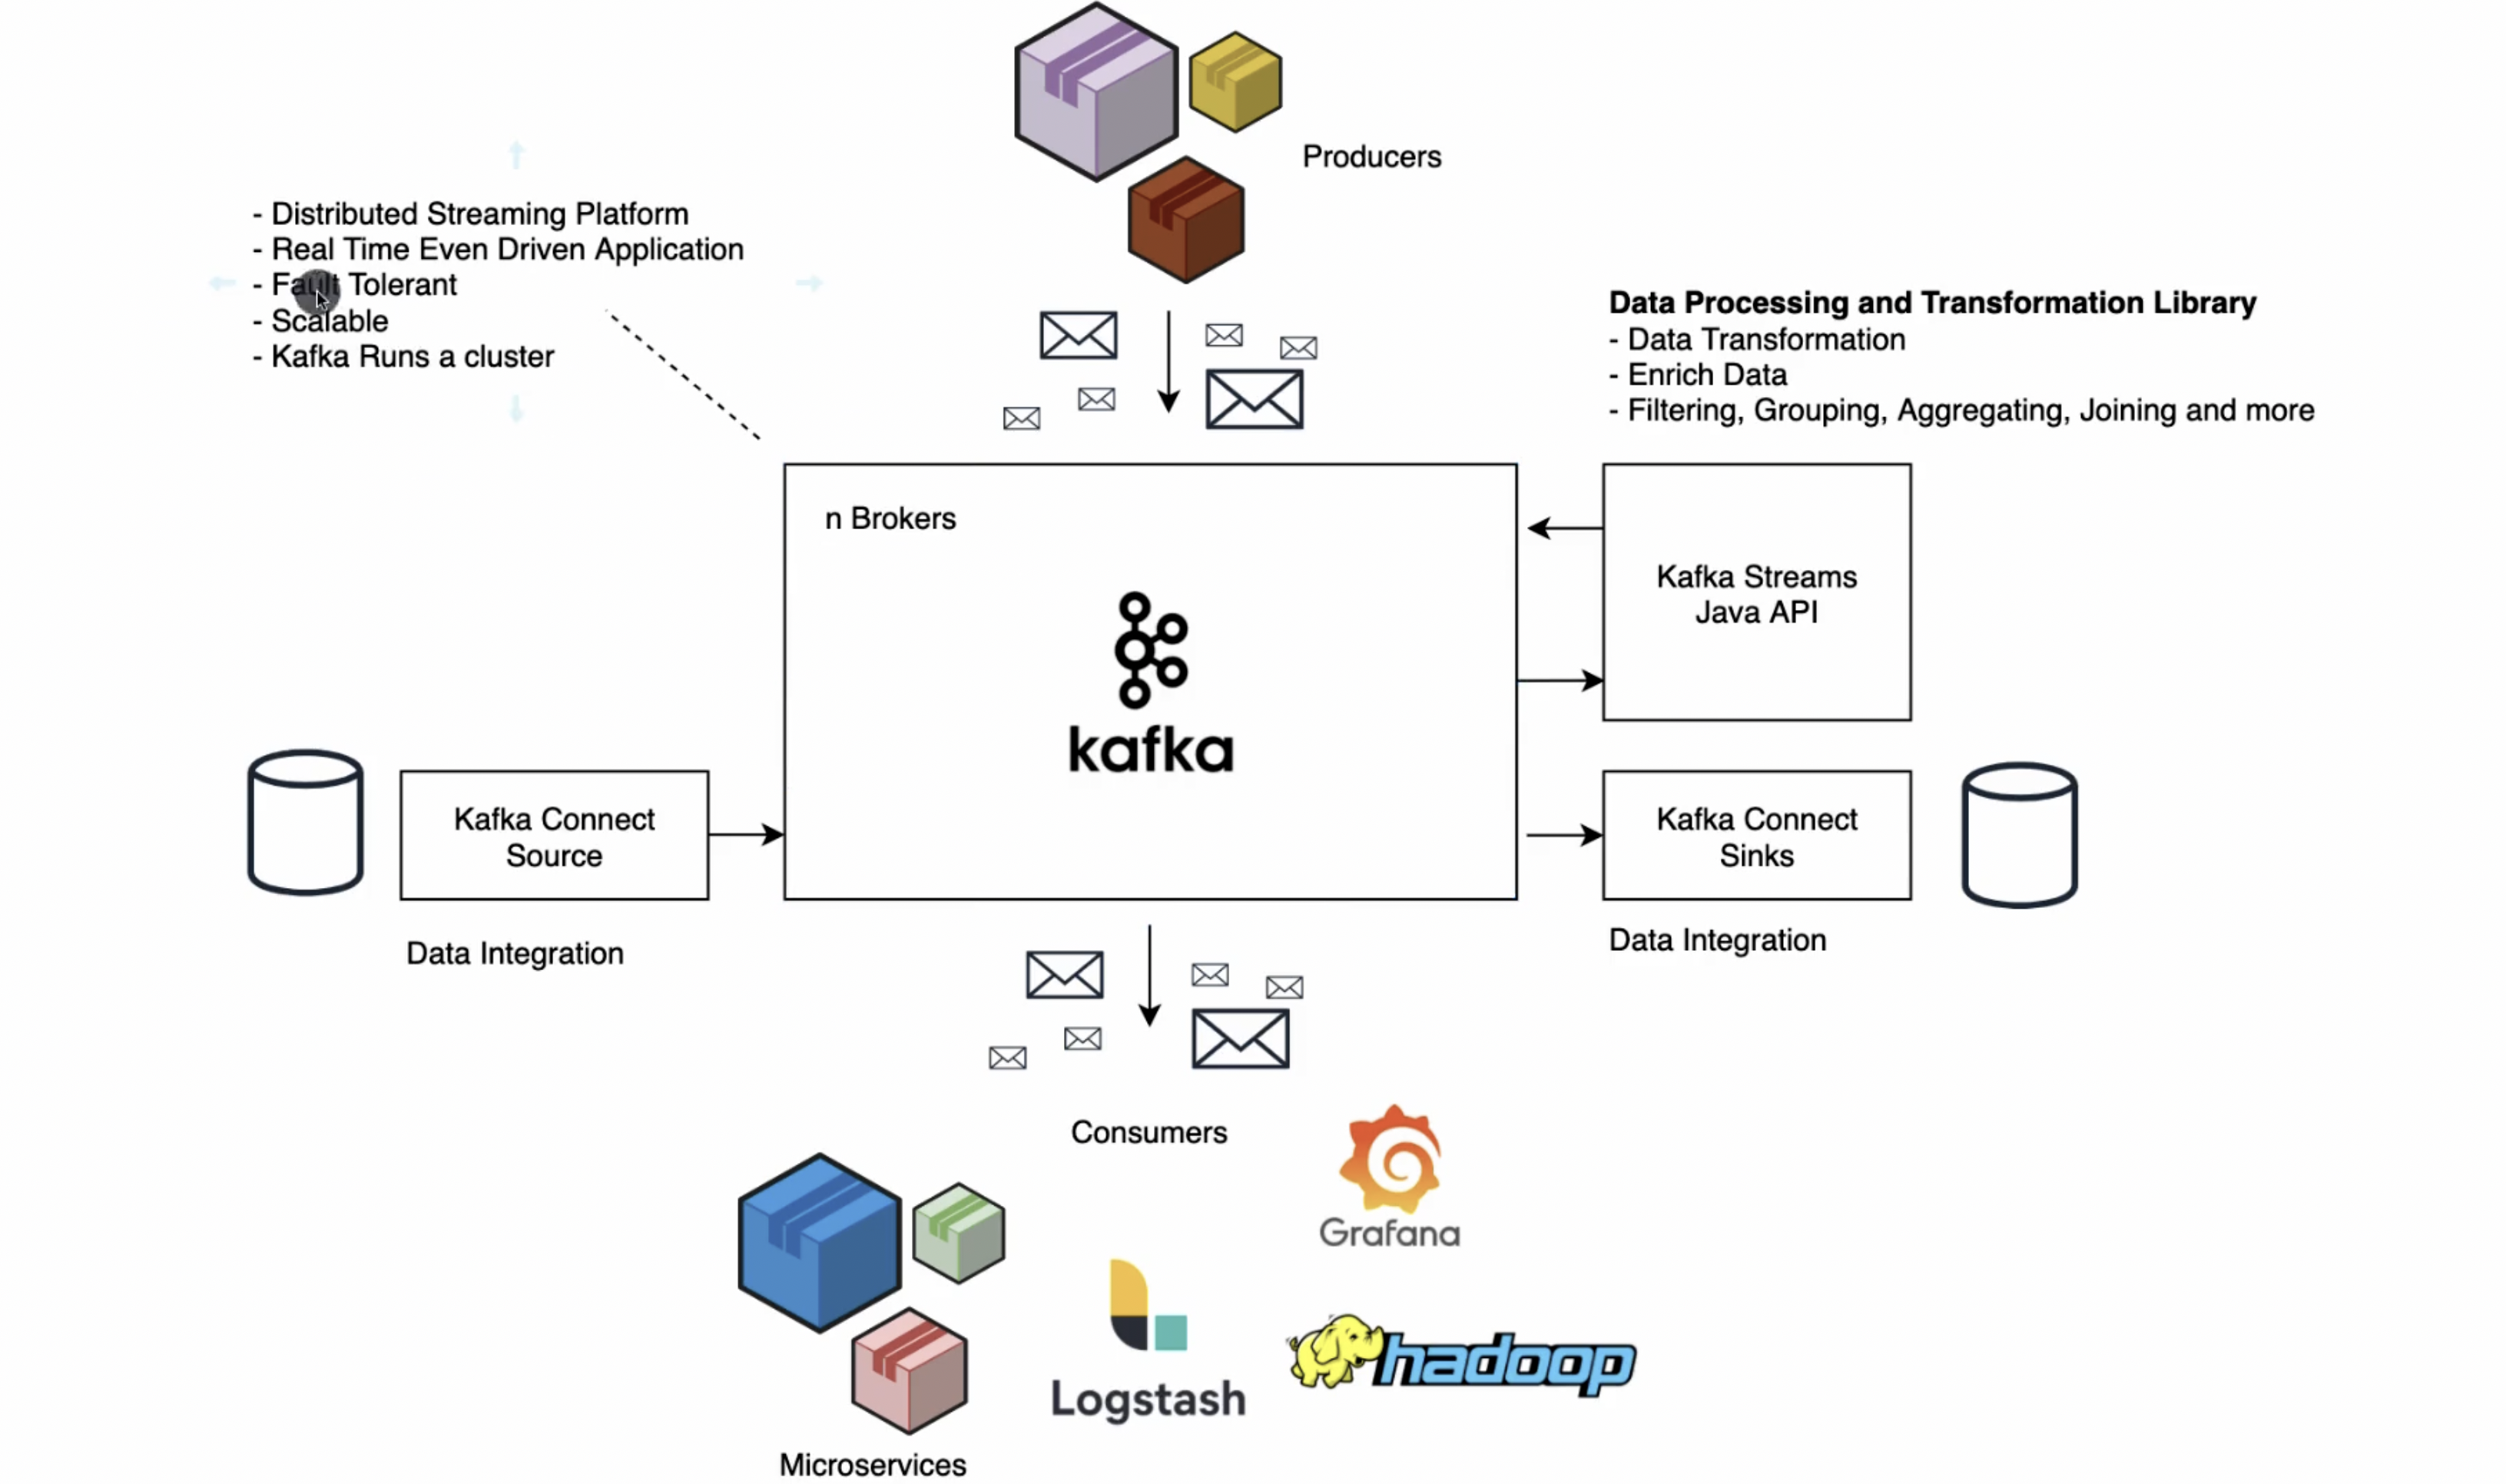 Producers
- Distributed Streaming Platform
- Real Time Even Driven Application
- Fault Tolerant
- Scalable
- Kafka Runs a cluster
Data Processing and Transformation Library
- Data Transformation
- Enrich Data
- Filtering, Grouping, Aggregating, Joining and more
n Brokers
kafka
Kafka Streams
Java API
Kafka Connect
Source
Data Integration
Kafka Connect
Sinks
Data Integration
Consumers
Grafana
Logstash
hadoop
Microservices